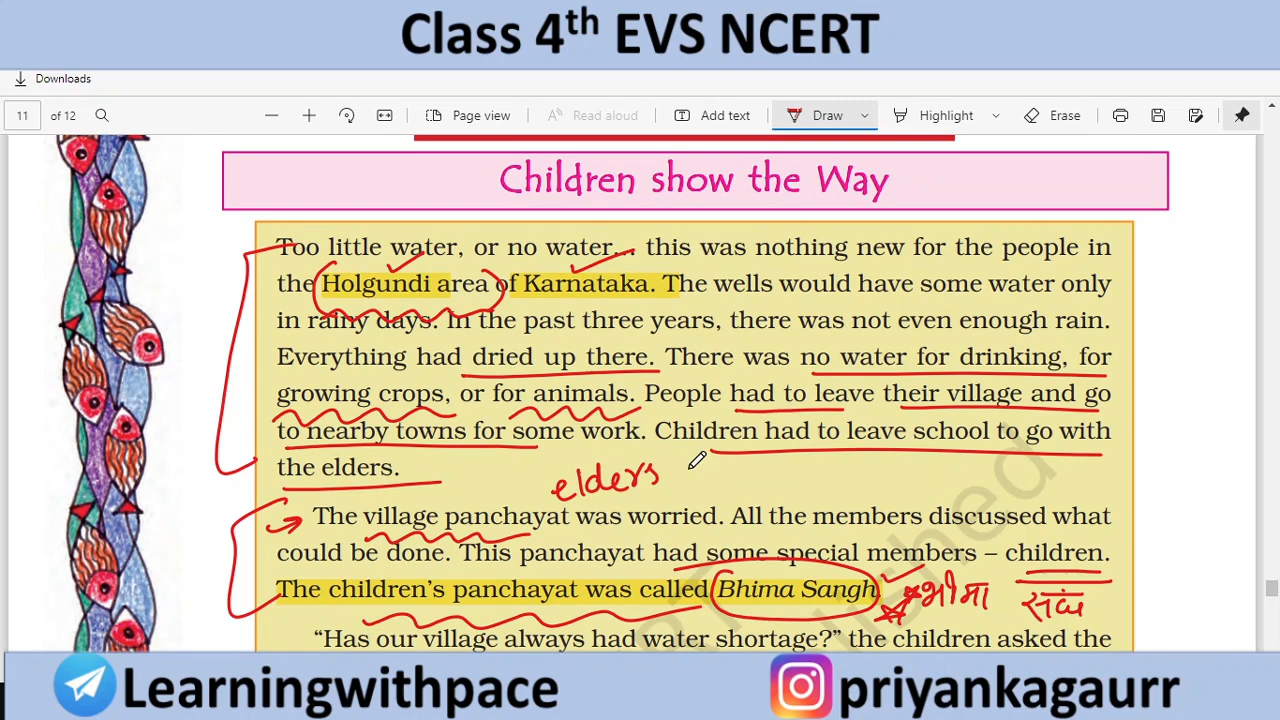 Class 4th EVS NCERT
Downloads
11 of 12 Page view Read aloud Add text Draw Highlight Erase
Children show the Way
Too little water, or no water... this was nothing new for the people in
the Holgundi area of Karnataka. The wells would have some water only
in rainy days. In the past three years, there was not even enough rain.
Everything had dried up there. There was no water for drinking, for
growing crops, or for animals. People had to leave their village and go
to nearby towns for some work. Children had to leave school to go with
the elders.
elders
The village panchayat was worried. All the members discussed what
could be done. This panchayat had some special members – children.
The children's panchayat was called Bhima Sangh.
भीमा
“Has our village always had water shortage?” the children asked the
Learningwithpace priyankagaurr